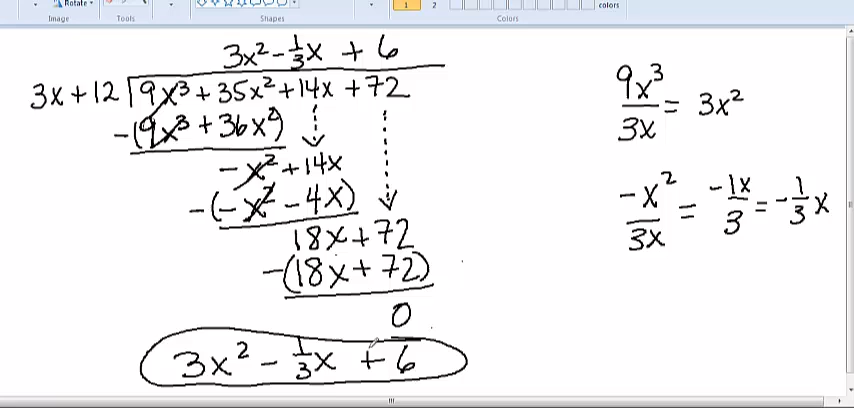 Rotate
1 2
colors
Image Tools Shapes Colors
3x² - 1/3x + 6
3x + 12 9x³ + 35x² + 14x + 72
-(9x³ + 36x²)
-x² + 14x
-(-x² - 4x)
18x + 72
-(18x + 72)
0
3x² - 1/3x + 6
9x³/3x = 3x²
-x²/3x = -1x/3 = -1/3x